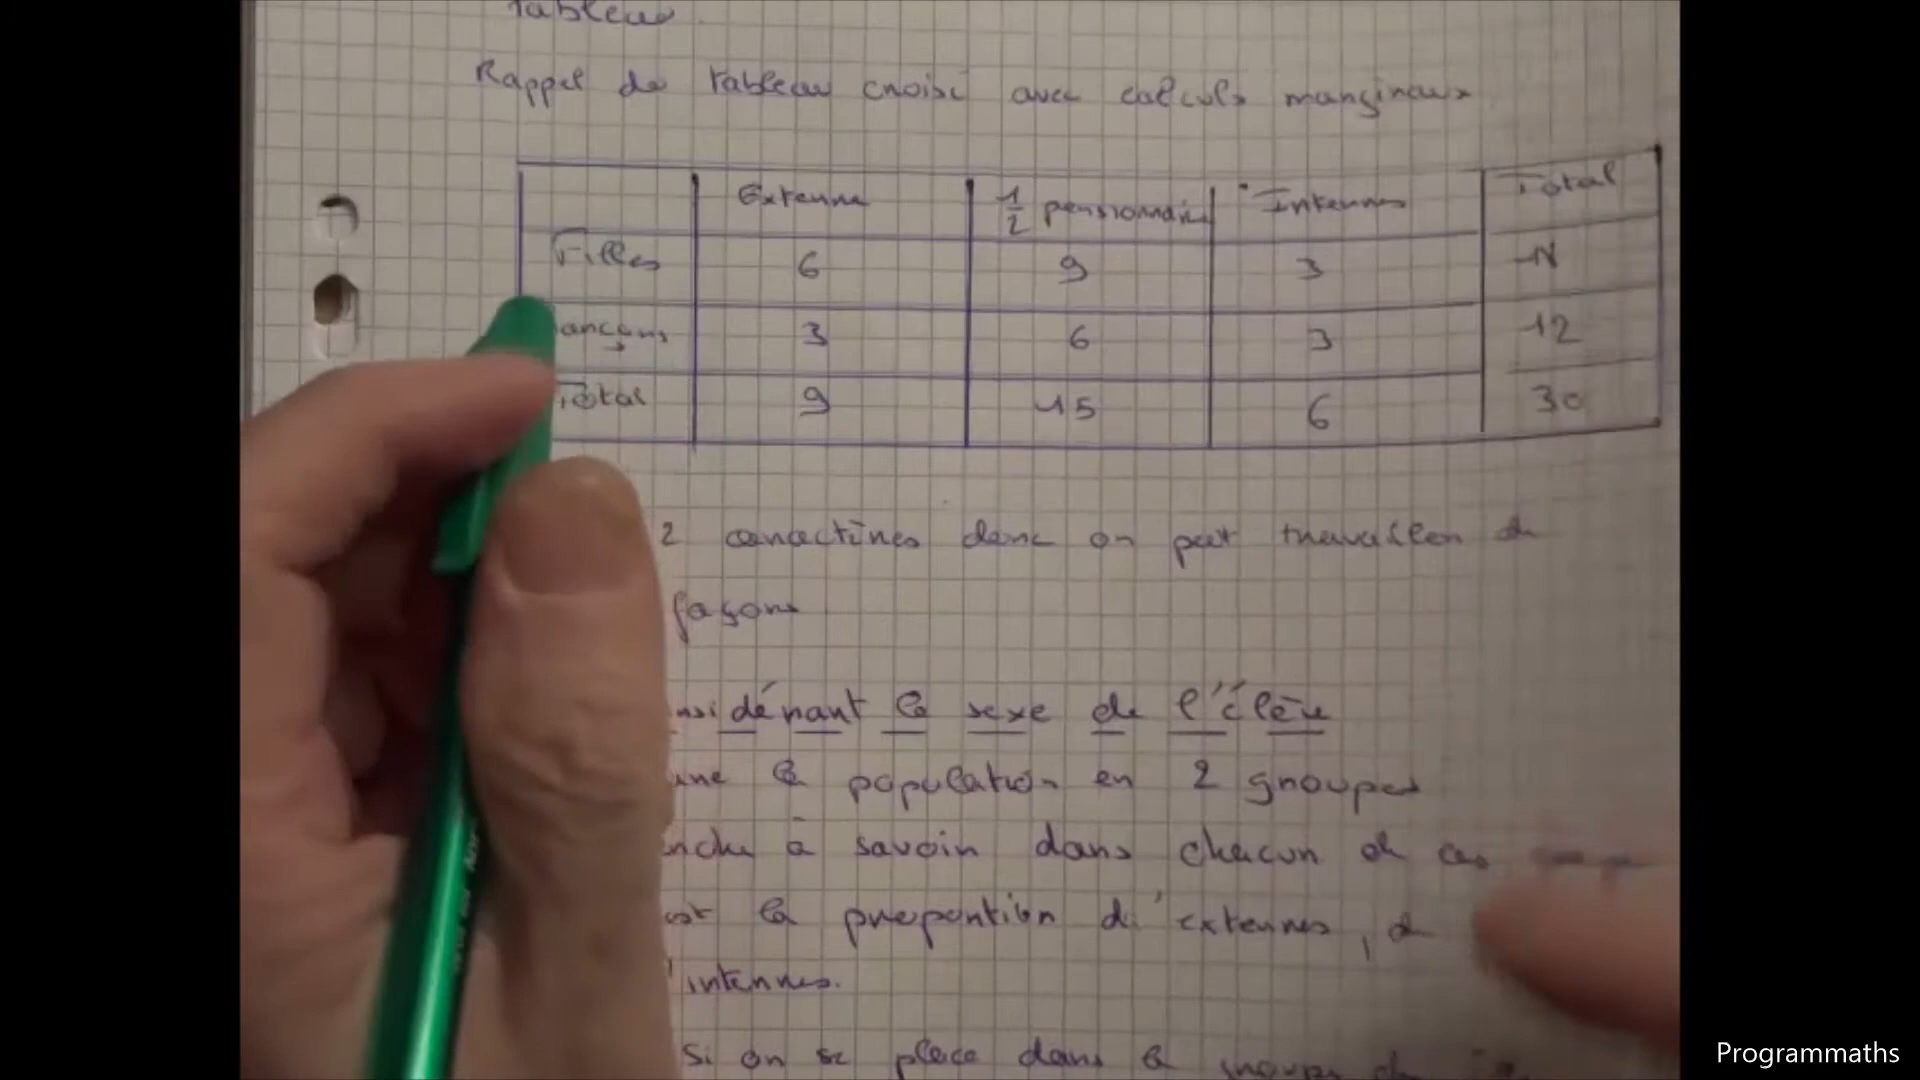 Tableau.
Rappel de tableau croisé avec calculs marginaux
Externe 1/2 pensionnaire Internes Total
Filles 6 9 3
Garçons 3 6 3 12
Total 9 15 6 30
2 caractères donc on peut travailler de
façons
le sexe de l'élève
la population en 2 groupes
à savoir dans chacun de ces
la proportion d'externes, de
internes.
Si on se place dans le groupe
Programmaths